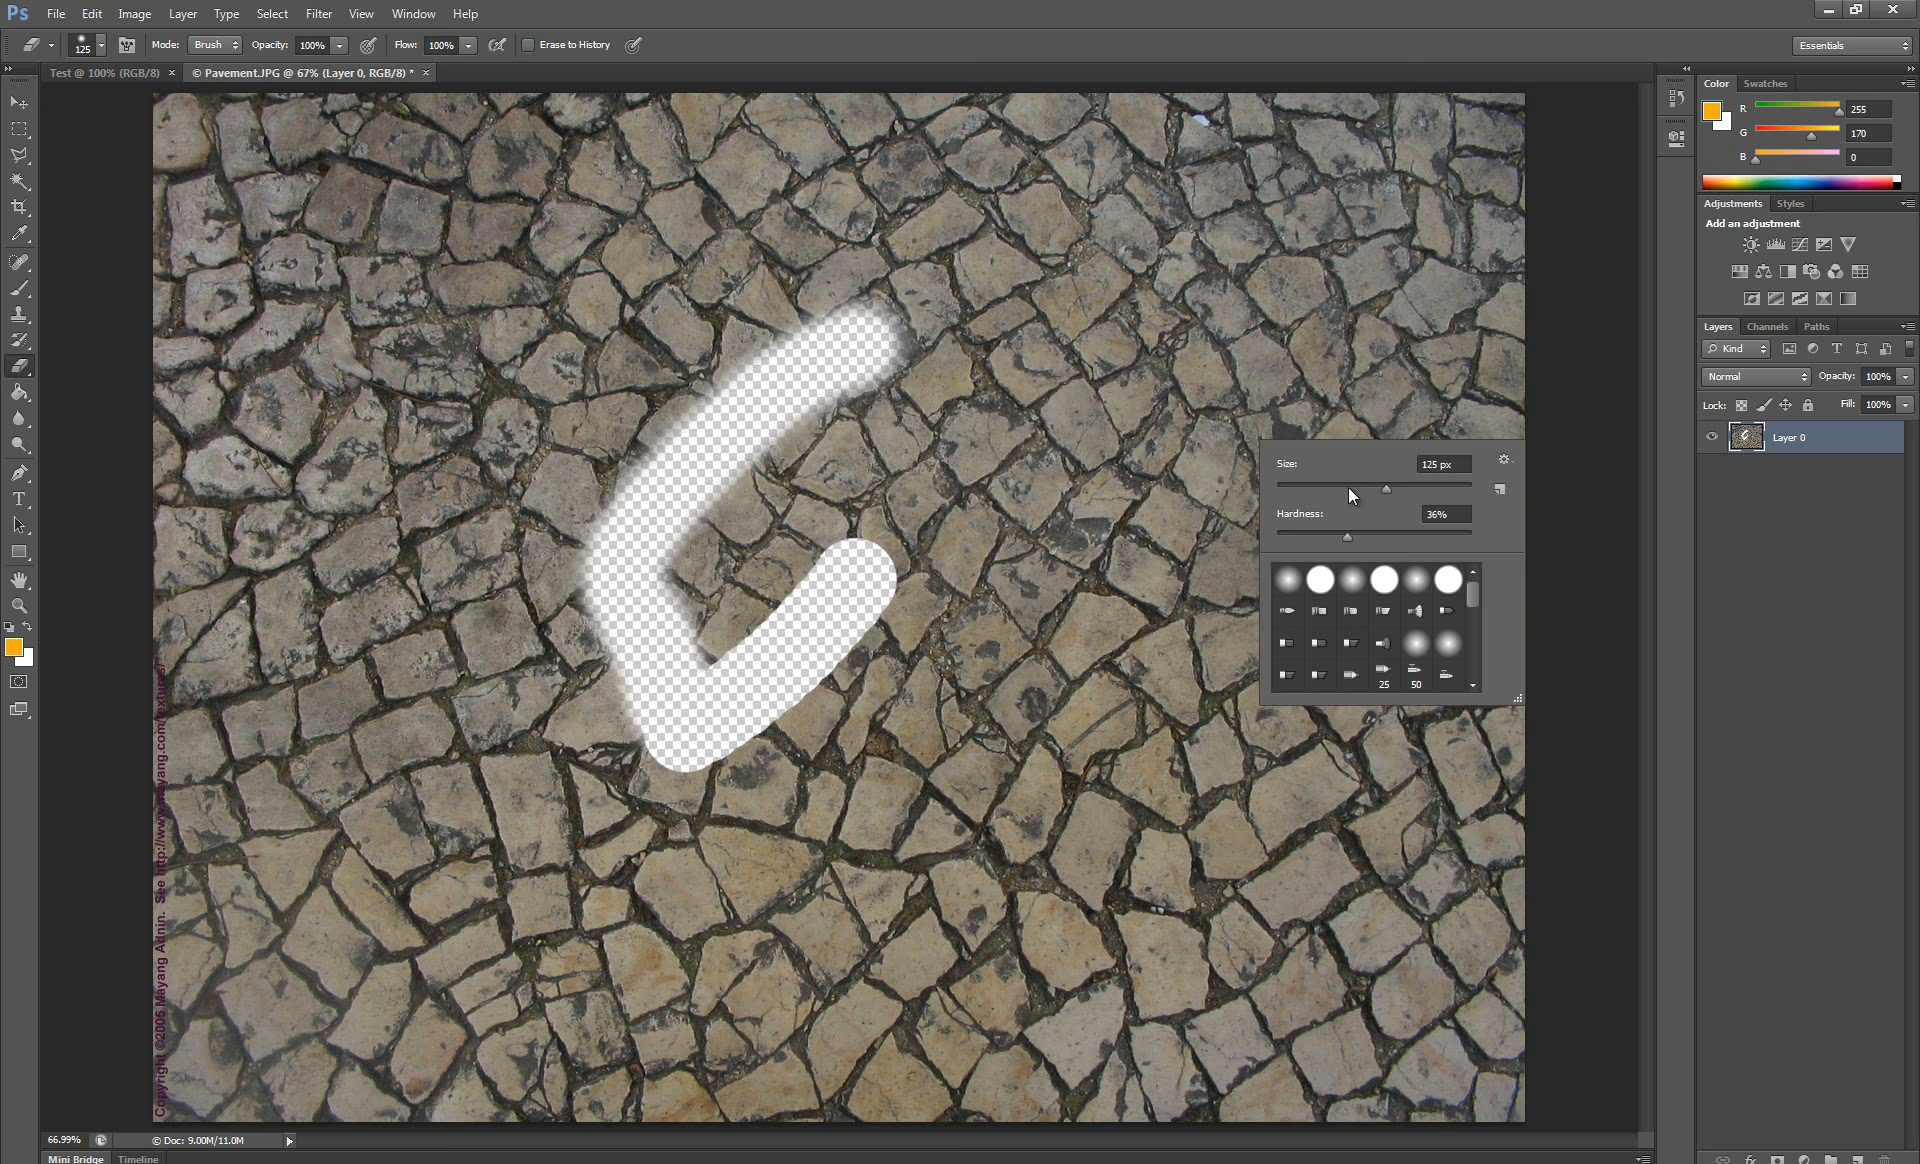 Ps File Edit Image Layer Type Select Filter View Window Help
125 Mode: Brush Opacity: 100% Flow: 100% Erase to History Essentials
Test @ 100% (RGB/8) × © Pavement.JPG @ 67% (Layer 0, RGB/8) * ×
Color Swatches
R 255
G 170
B 0
Adjustments Styles
Add an adjustment
Layers Channels Paths
Kind
Normal Opacity: 100%
Lock: Fill: 100%
Layer 0
Size: 125 px
Hardness: 36%
25 50
Copyright ©2005 Mayang Adnin. See http://www.mayang.com/textures/
66.99% © Doc: 9.00M/11.0M
Mini Bridge Timeline